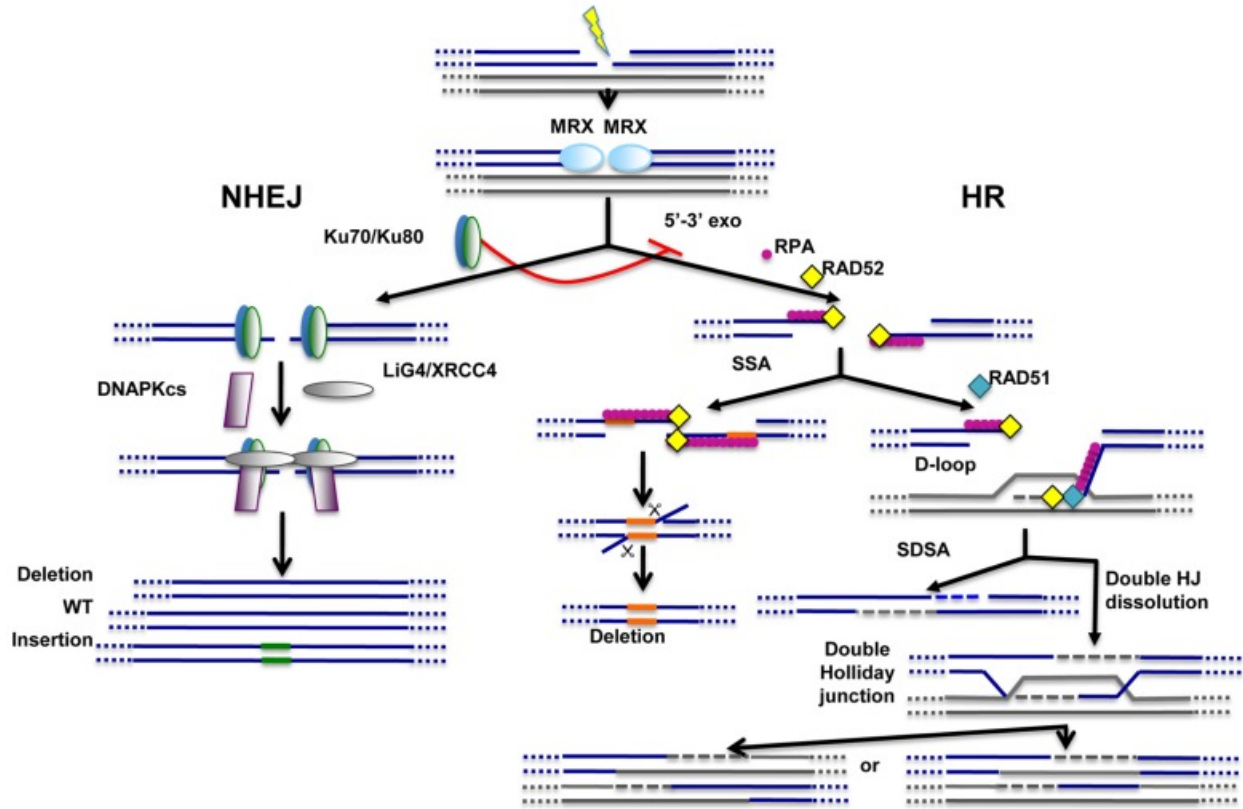 MRX MRX
NHEJ
HR
Ku70/Ku80
5'-3' exo
RPA
RAD52
DNAPKcs
LiG4/XRCC4
SSA
RAD51
D-loop
SDSA
Double HJ
dissolution
Deletion
WT
Insertion
Deletion
Double
Holliday
junction
or